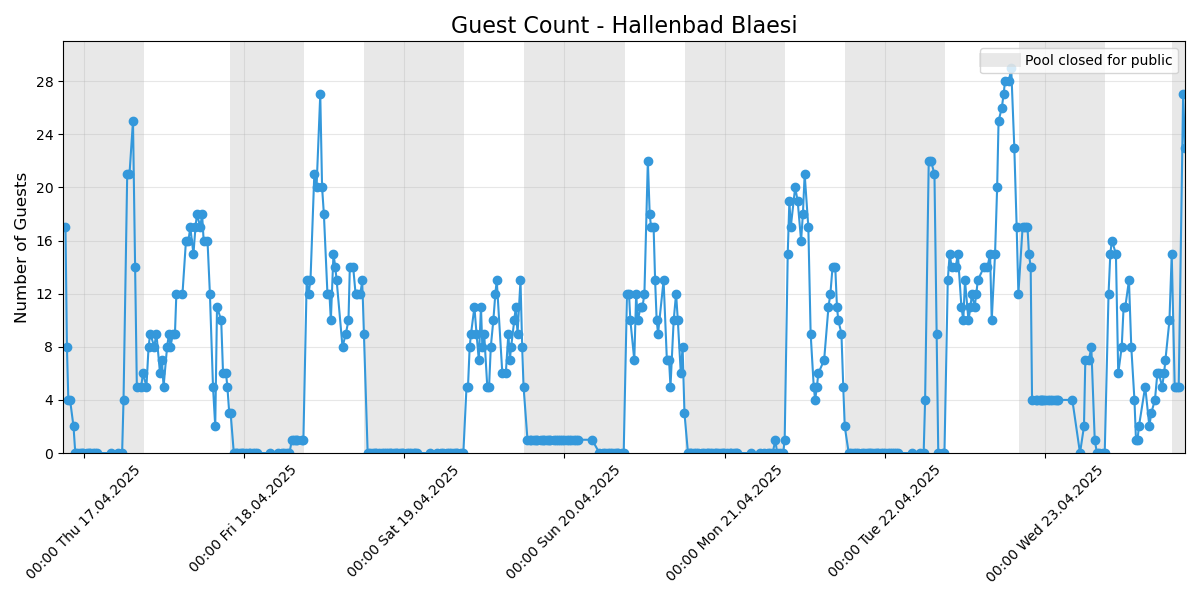 Guest Count - Hallenbad Blaesi
Pool closed for public
Number of Guests
28
24
20
16
12
8
4
0
00:00 Thu 17.04.2025
00:00 Fri 18.04.2025
00:00 Sat 19.04.2025
00:00 Sun 20.04.2025
00:00 Mon 21.04.2025
00:00 Tue 22.04.2025
00:00 Wed 23.04.2025